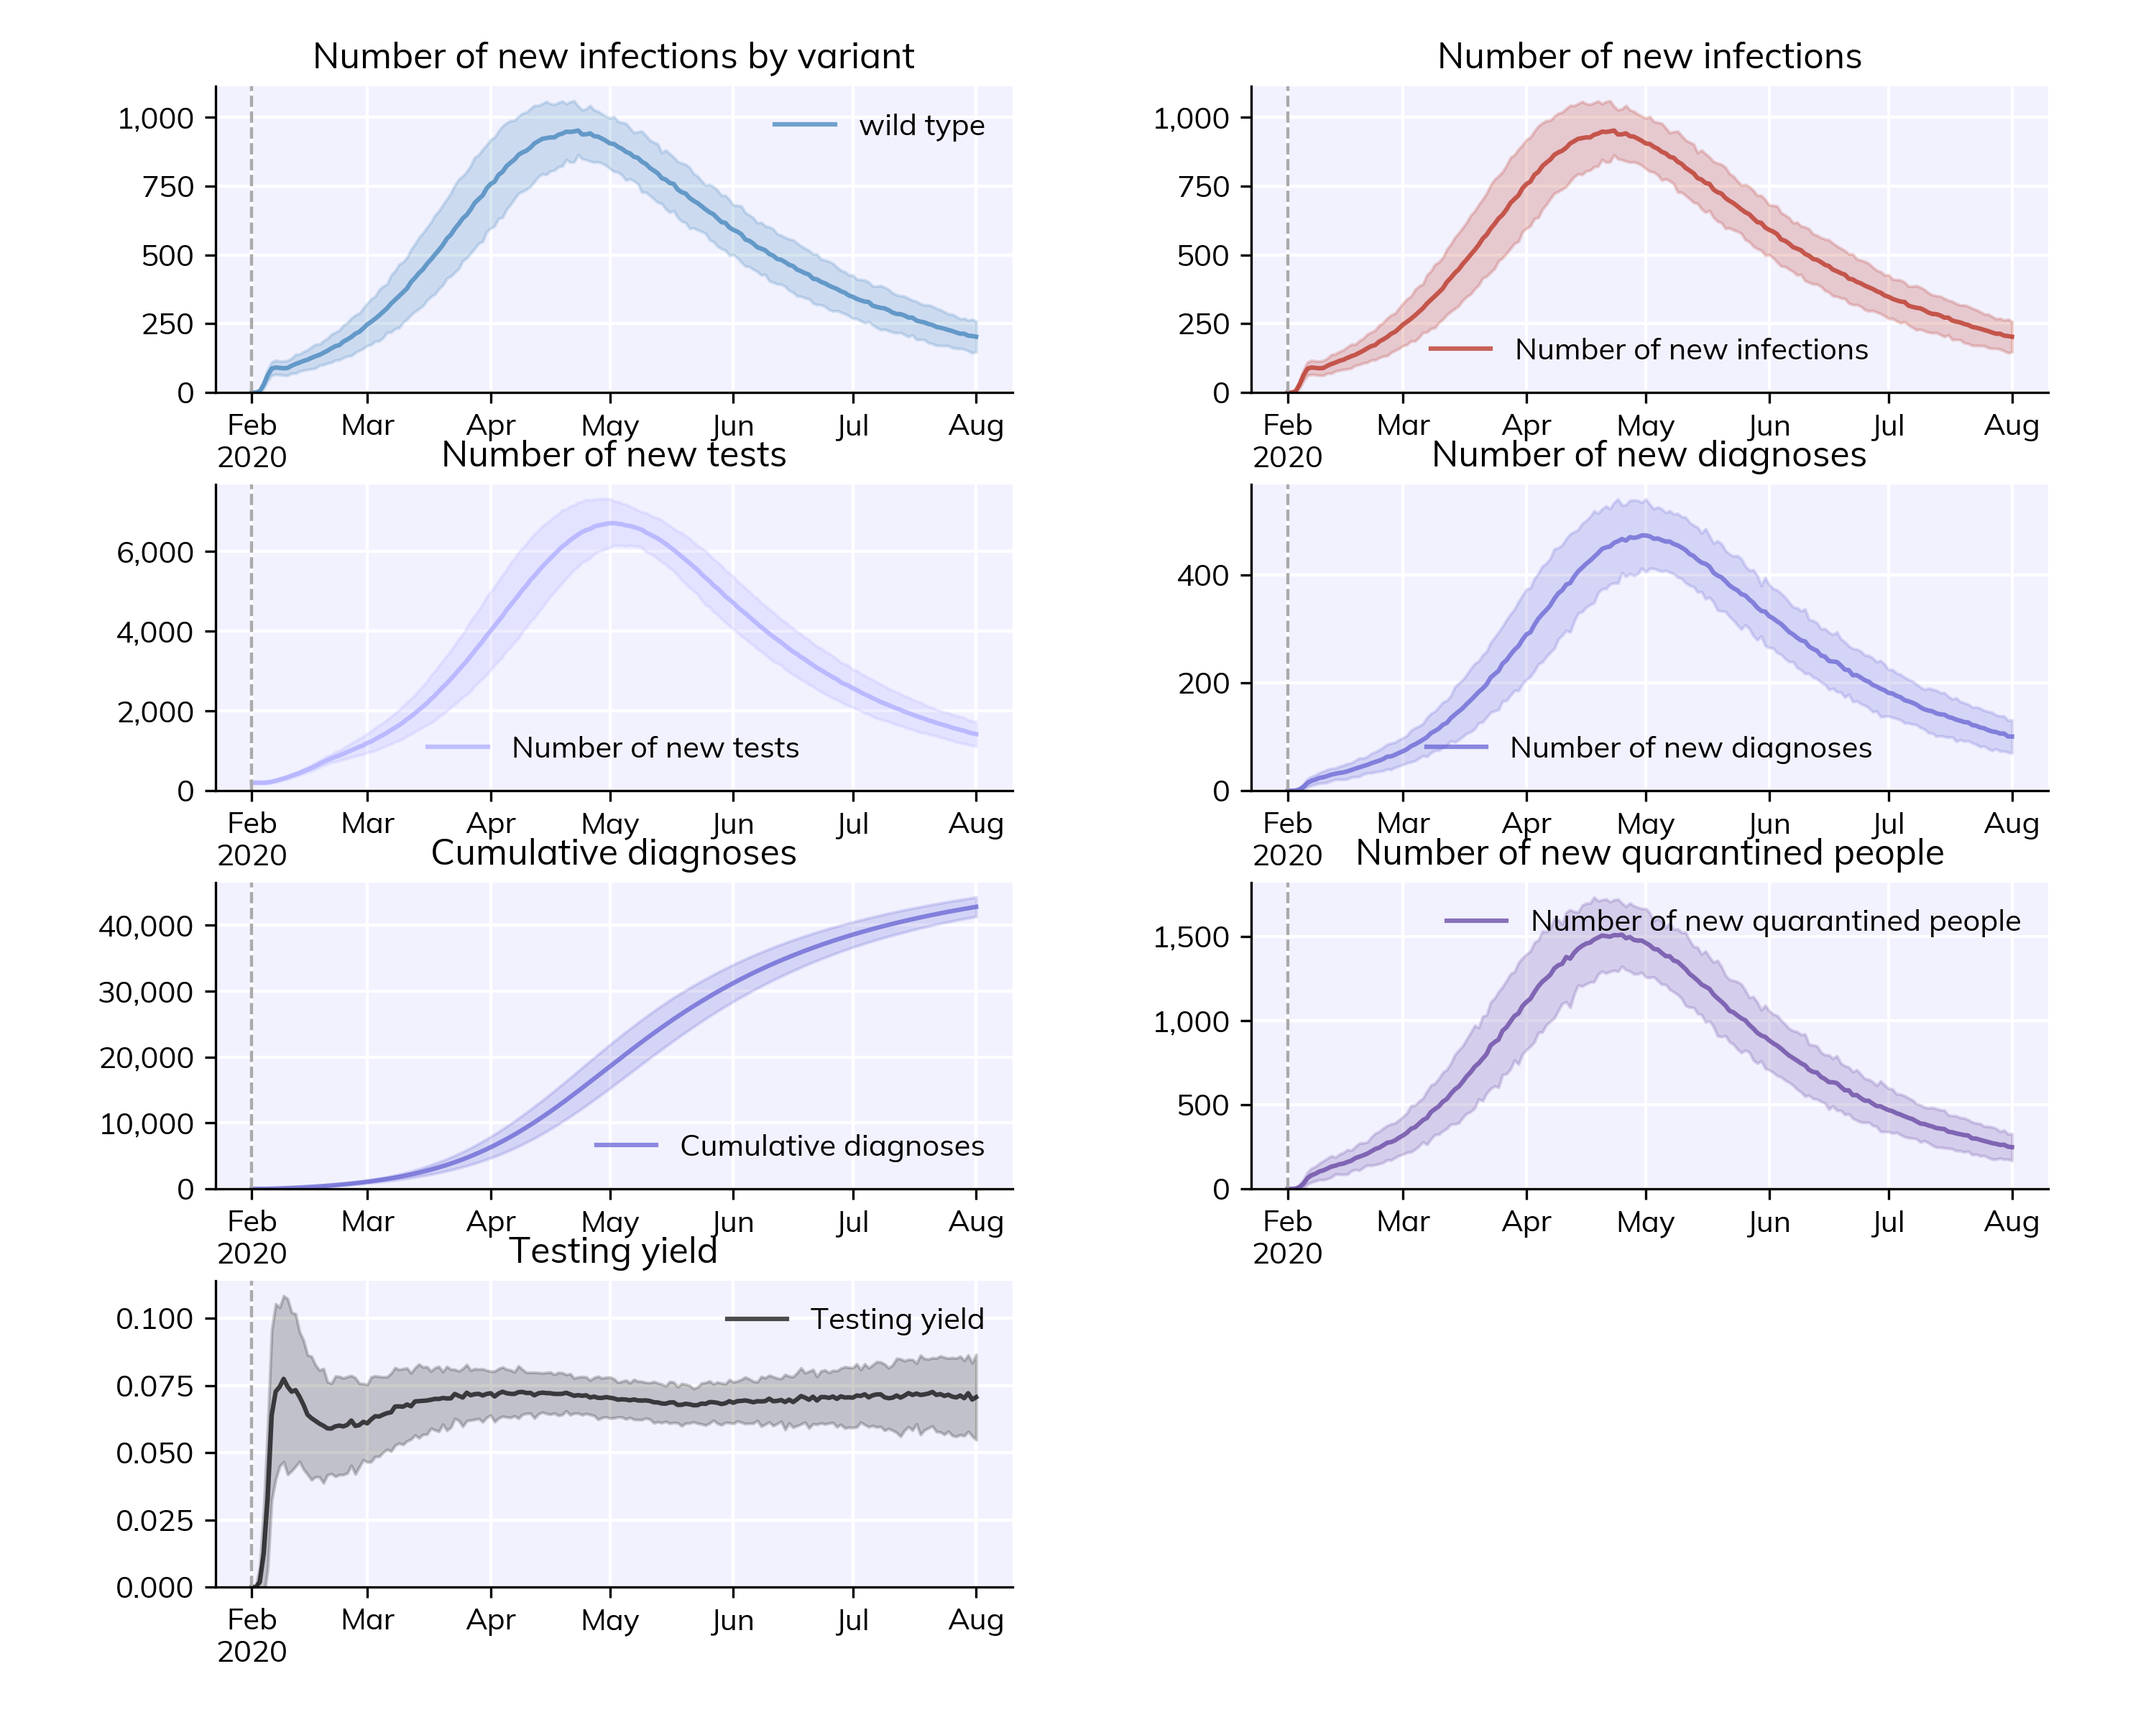 Number of new infections by variant
1,000
750
500
250
0
wild type
Feb
2020
Mar
Apr
May
Jun
Jul
Aug
Number of new infections
1,000
750
500
250
0
Number of new infections
Feb
2020
Mar
Apr
May
Jun
Jul
Aug
Number of new tests
6,000
4,000
2,000
0
Number of new tests
Feb
2020
Mar
Apr
May
Jun
Jul
Aug
Number of new diagnoses
400
200
0
Number of new diagnoses
Feb
2020
Mar
Apr
May
Jun
Jul
Aug
Cumulative diagnoses
40,000
30,000
20,000
10,000
0
Cumulative diagnoses
Feb
2020
Mar
Apr
May
Jun
Jul
Aug
Number of new quarantined people
1,500
1,000
500
0
Number of new quarantined people
Feb
2020
Mar
Apr
May
Jun
Jul
Aug
Testing yield
0.100
0.075
0.050
0.025
0.000
Testing yield
Feb
2020
Mar
Apr
May
Jun
Jul
Aug